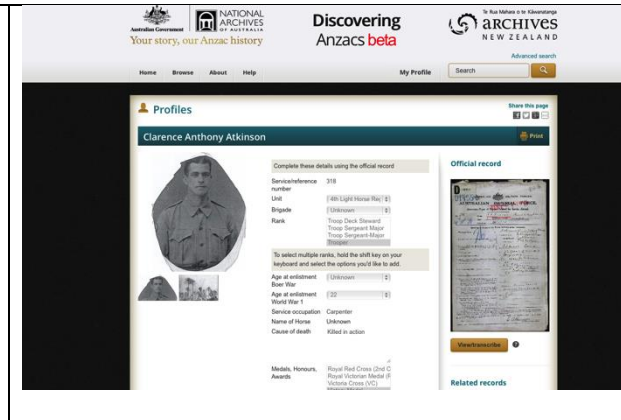 Australian Government
NATIONAL
ARCHIVES
OF AUSTRALIA
Your story, our Anzac history
Discovering
Anzacs beta
Te Rua Mahara o te Kāwanatanga
ARCHIVES
NEW ZEALAND
Advanced search
Home Browse About Help My Profile Search
Profiles
Share this page
Clarence Anthony Atkinson
Print
Complete these details using the official record
Service/reference number 318
Unit 4th Light Horse Reg
Brigade Unknown
Rank Troop Deck Steward
Troop Sergeant Major
Troop Sergeant-Major
Trooper
To select multiple ranks, hold the shift key on your
keyboard and select the options you'd like to add.
Age at enlistment Boer War Unknown
Age at enlistment World War 1 22
Service occupation Carpenter
Name of Horse Unknown
Cause of death Killed in action
Medals, Honours, Awards Royal Red Cross (2nd C
Royal Victorian Medal (F
Victoria Cross (VC)
Official record
AUSTRALIAN IMPERIAL FORCE
View/transcribe
Related records